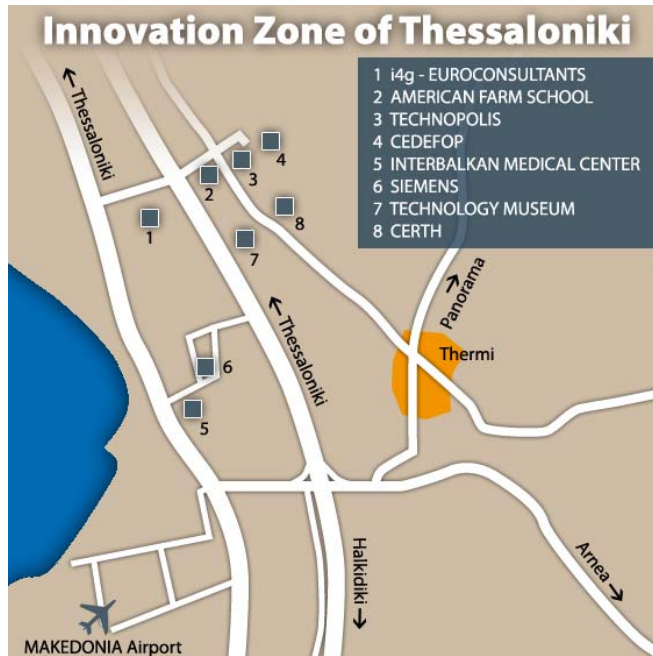 Innovation Zone of Thessaloniki
1 i4g - EUROCONSULTANTS
2 AMERICAN FARM SCHOOL
3 TECHNOPOLIS
4 CEDEFOP
5 INTERBALKAN MEDICAL CENTER
6 SIEMENS
7 TECHNOLOGY MUSEUM
8 CERTH
← Thessaloniki
4
3
2
8
1
7
Panorama →
← Thessaloniki
Thermi
6
5
Halkidiki →
Arnea →
MAKEDONIA Airport